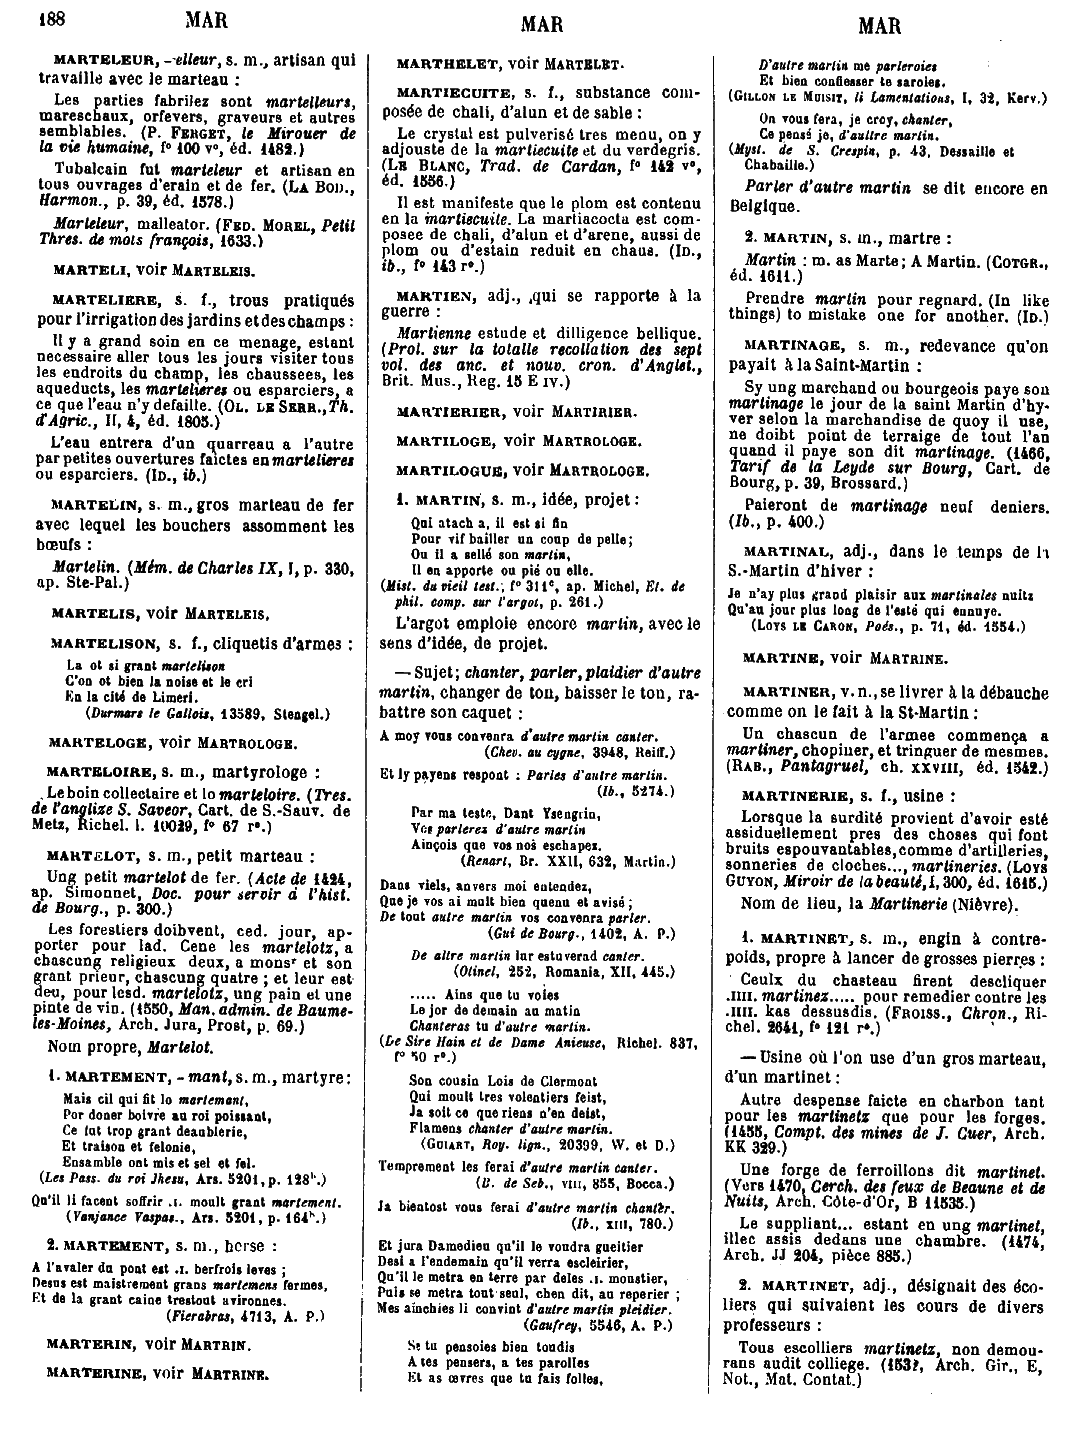 188
MAR
MAR
MAR
MARTELEUR, -elleur, s. m., artisan qui
travaille avec le marteau :
Les parties fabrilez sont martelleurs,
mareschaux, orfevers, graveurs et autres
semblables. (P. FERGET, le Mirouer de
la vie humaine, f° 100 v°, éd. 1482.)
Tubalcain fut marteleur et artisan en
tous ouvrages d'erain et de fer. (LA BOD.,
Harmon., p. 39, éd. 1578.)
Marteleur, malleator. (FED. MOREL, Petit
Thres. de mots françois, 1633.)
MARTELI, voir MARTELEIS.
MARTELIERE, s. f., trous pratiqués
pour l'irrigation des jardins et des champs :
Il y a grand soin en ce menage, estant
necessaire aller tous les jours visiter tous
les endroits du champ, les chaussees, les
aqueducts, les martelieres ou esparciers, a
ce que l'eau n'y defaille. (OL. DE SERR., Th.
d'Agric., II, 4, éd. 1805.)
L'eau entrera d'un quarreau a l'autre
par petites ouvertures faictes en martelieres
ou esparciers. (ID., ib.)
MARTELIN, s. m., gros marteau de fer
avec lequel les bouchers assomment les
bœufs :
Martelin. (Mém. de Charles IX, I, p. 330,
ap. Ste-Pal.)
MARTELIS, voir MARTELEIS.
MARTELISON, s. f., cliquetis d'armes :
La ot si grant martelison
C'on ot bien la noise et le cri
En la cité de Limeri.
(Durmars le Gallois, 13589, Stengel.)
MARTELOGE, voir MARTROLOGE.
MARTELOIRE, s. m., martyrologe :
Le boin collectaire et lo marteloire. (Tres.
de l'anglize S. Saveor, Cart. de S.-Sauv. de
Metz, Richel. l. 10029, f° 67 r°.)
MARTELOT, s. m., petit marteau :
Ung petit martelot de fer. (Acte de 1424,
ap. Simonnet, Doc. pour servir à l'hist.
de Bourg., p. 300.)
Les forestiers doibvent, ced. jour, ap-
porter pour lad. Cene les martelotz, a
chascung religieux deux, a monsr et son
grant prieur, chascung quatre ; et leur est
deu, pour lesd. martelotz, ung pain et une
pinte de vin. (1550, Man. admin. de Baume-
les-Moines, Arch. Jura, Prost, p. 69.)
Nom propre, Martelot.
1. MARTEMENT, - mant, s. m., martyre :
Mais cil qui fit lo martemant,
Por doner boivre au roi poissant,
Ce fut trop grant deaublerie,
Et traison et felonie,
Ensamble ont mis et sel et fel.
(Les Pass. du roi Jhesu, Ars. 5201, p. 128b.)
Qu'il li facent soffrir .I. moult grant martement.
(Vanjance Vaspas., Ars. 5201, p. 164b.)
2. MARTEMENT, s. m., herse :
A l'avaler du pont est .I. berfrois leves ;
Desus est maistrement grans martemens fermes,
Et de la grant caine trestout avironnes.
(Fierabras, 4713, A. P.)
MARTERIN, voir MARTRIN.
MARTERINE, voir MARTRINE.
MARTHELET, voir MARTELET.
MARTIECUITE, s. f., substance com-
posée de chali, d'alun et de sable :
Le crystal est pulverisé tres menu, on y
adjouste de la martiecuite et du verdegris.
(LE BLANC, Trad. de Cardan, f° 142 v°,
éd. 1556.)
Il est manifeste que le plom est contenu
en la martiecuite. La martiacocta est com-
posee de chali, d'alun et d'arene, aussi de
plom ou d'estain reduit en chaus. (ID.,
ib., f° 143 r°.)
MARTIEN, adj., qui se rapporte à la
guerre :
Martienne estude et dilligence bellique.
(Prol. sur la totalle recollation des sept
vol. des anc. et nouv. cron. d'Anglet.,
Brit. Mus., Reg. 15 E IV.)
MARTIERIER, voir MARTIRIER.
MARTILOGE, voir MARTROLOGE.
MARTILOGUE, voir MARTROLOGE.
1. MARTIN, s. m., idée, projet :
Qui atach a, il est si fin
Pour vif bailler un coup de pelle ;
Ou il a sellé son martin,
Il en apporte ou pié ou elle.
(Mist. du vieil test., f° 311c, ap. Michel, Et. de
phil. comp. sur l'argot, p. 261.)
L'argot emploie encore martin, avec le
sens d'idée, de projet.
— Sujet ; chanter, parler, plaidier d'autre
martin, changer de ton, baisser le ton, ra-
battre son caquet :
A moy vous convenra d'autre martin canter.
(Chev. au cygne, 3948, Reiff.)
Et ly payens respont : Parles d'autre martin.
(Ib., 5274.)
Par ma teste, Dant Ysengrin,
Vos parlerez d'autre martin
Ainçois que vos nos eschapez.
(Renart, Br. XXII, 632, Martin.)
Dans viels, anvers moi entendez,
Que je vos ai molt bien quenu et avisé ;
De tout autre martin vos convenra parler.
(Gui de Bourg., 1402, A. P.)
De altre martin lur estuverad canter.
(Otinel, 252, Romania, XII, 445.)
..... Ains que tu voies
Le jor de demain au matin
Chanteras tu d'autre martin.
(De Sire Hain et de Dame Anieuse, Richel. 837,
f° 50 r°.)
Son cousin Lois de Clermont
Qui moult tres volentiers feist,
Ja soit ce que riens n'en deist,
Flamens chanter d'autre martin.
(GUIART, Roy. lign., 20399, W. et D.)
Temprement les ferai d'autre martin canter.
(B. de Seb., VIII, 855, Bocca.)
Ja bientost vous ferai d'autre martin chanter.
(Ib., XIII, 780.)
Et jura Damedieu qu'il le vondra gueitier
Desi a l'endemain qu'il verra escleirier,
Qu'il le metra en terre par deles .I. monstier,
Puis se metra tout seul, chen dit, au reperier ;
Mes ainchies li convint d'autre martin pleidier.
(Gaufrey, 5546, A. P.)
Se tu pensoies bien toudis
A tes pensers, a tes parolles
Et as œvres que tu fais folles,
D'autre martin me parleroies
Et bien confiesser te saroies.
(GILLON LE MUISIT, li Lamentations, I, 32, Kerv.)
On vous fera, je croy, chanter,
Ce pensé je, d'aultre martin.
(Myst. de S. Crespin, p. 43, Dessaille et
Chabaille.)
Parler d'autre martin se dit encore en
Belgique.
2. MARTIN, s. m., martre :
Martin : m. as Marte ; A Martin. (COTGR.,
éd. 1611.)
Prendre martin pour regnard. (In like
things) to mistake one for another. (ID.)
MARTINAGE, s. m., redevance qu'on
payait à la Saint-Martin :
Sy ung marchand ou bourgeois paye son
martinage le jour de la saint Martin d'hy-
ver selon la marchandise de quoy il use,
ne doibt point de terraige de tout l'an
quand il paye son dit martinage. (1466,
Tarif de la Leyde sur Bourg, Cart. de
Bourg, p. 39, Brossard.)
Paieront de martinage neuf deniers.
(Ib., p. 400.)
MARTINAL, adj., dans le temps de la
S.-Martin d'hiver :
Je n'ay plus grand plaisir aux martinales nuitz
Qu'au jour plus long de l'esté qui ennuye.
(LOYS LE CARON, Poés., p. 71, éd. 1554.)
MARTINE, voir MARTRINE.
MARTINER, v. n., se livrer à la débauche
comme on le fait à la St-Martin :
Un chascun de l'armee commença a
martiner, chopiner, et tringuer de mesmes.
(RAB., Pantagruel, ch. XXVIII, éd. 1542.)
MARTINERIE, s. f., usine :
Lorsque la surdité provient d'avoir esté
assiduellement pres des choses qui font
bruits espouvantables, comme d'artilleries,
sonneries de cloches..., martineries. (LOYS
GUYON, Miroir de la beauté, I, 300, éd. 1615.)
Nom de lieu, la Martinerie (Nièvre).
1. MARTINET, s. m., engin à contre-
poids, propre à lancer de grosses pierres :
Ceulx du chasteau firent descliquer
.IIII. martinez..... pour remedier contre les
.IIII. kas dessusdis. (FROISS., Chron., Ri-
chel. 2641, f° 121 r°.)
— Usine où l'on use d'un gros marteau,
d'un martinet :
Autre despense faicte en charbon tant
pour les martinetz que pour les forges.
(1455, Compt. des mines de J. Cuer, Arch.
KK 329.)
Une forge de ferroillons dit martinet.
(Vers 1470, Cerch. des feux de Beaune et de
Nuits, Arch. Côte-d'Or, B 11535.)
Le suppliant... estant en ung martinet,
illec assis dedans une chambre. (1474,
Arch. JJ 204, pièce 885.)
2. MARTINET, adj., désignant des éco-
liers qui suivaient les cours de divers
professeurs :
Tous escolliers martinetz, non demou-
rans audit colliege. (1537, Arch. Gir., E,
Not., Mat. Contat.)